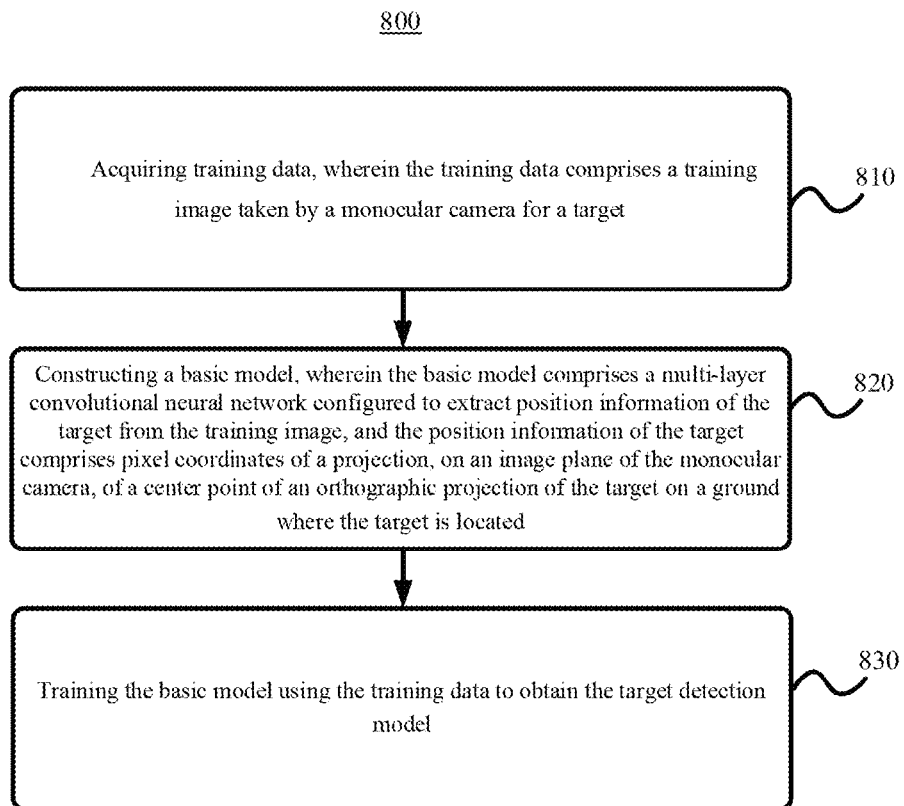 800
Acquiring training data, wherein the training data comprises a training
image taken by a monocular camera for a target
810
Constructing a basic model, wherein the basic model comprises a multi-layer
convolutional neural network configured to extract position information of the
target from the training image, and the position information of the target
comprises pixel coordinates of a projection, on an image plane of the monocular
camera, of a center point of an orthographic projection of the target on a ground
where the target is located
820
Training the basic model using the training data to obtain the target detection
model
830